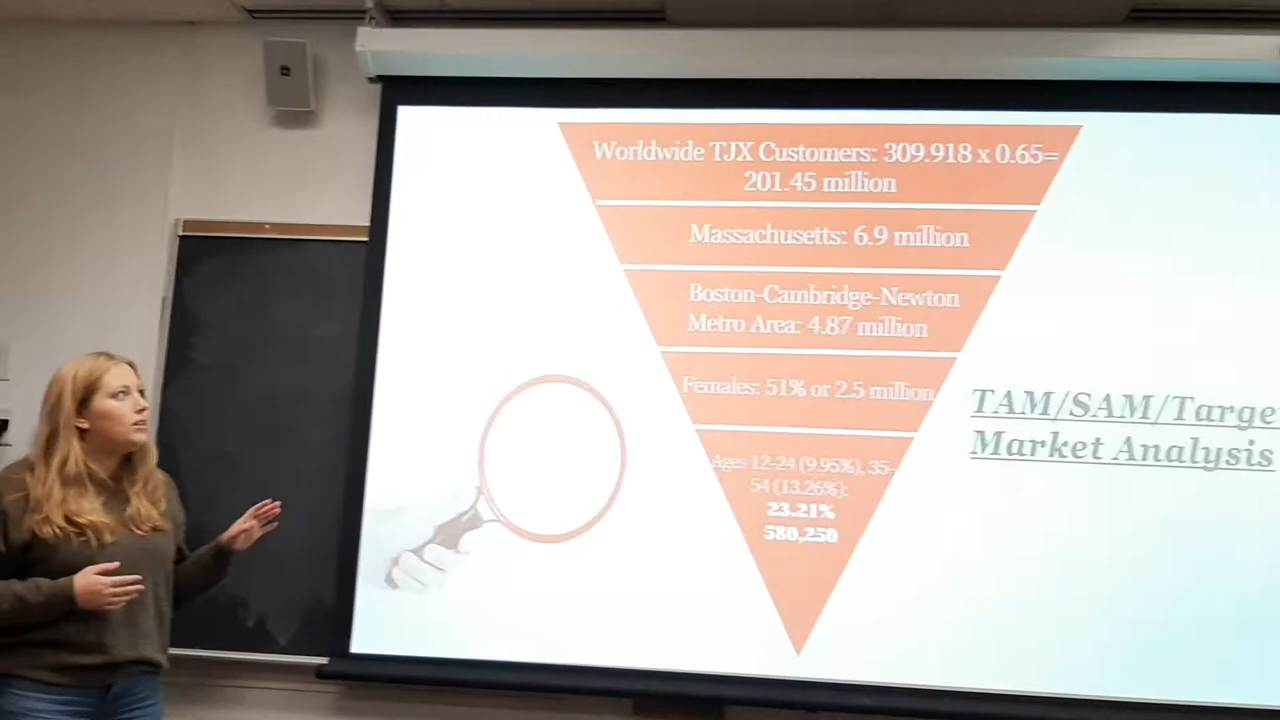 Worldwide TJX Customers: 309.918 x 0.65=
201.45 million
Massachusetts: 6.9 million
Boston-Cambridge-Newton
Metro Area: 4.87 million
Females: 51% or 2.5 million
Ages 12-24 (9.95%), 35-
54 (13.26%):
23.21%
580,250
TAM/SAM/Targe
Market Analysis